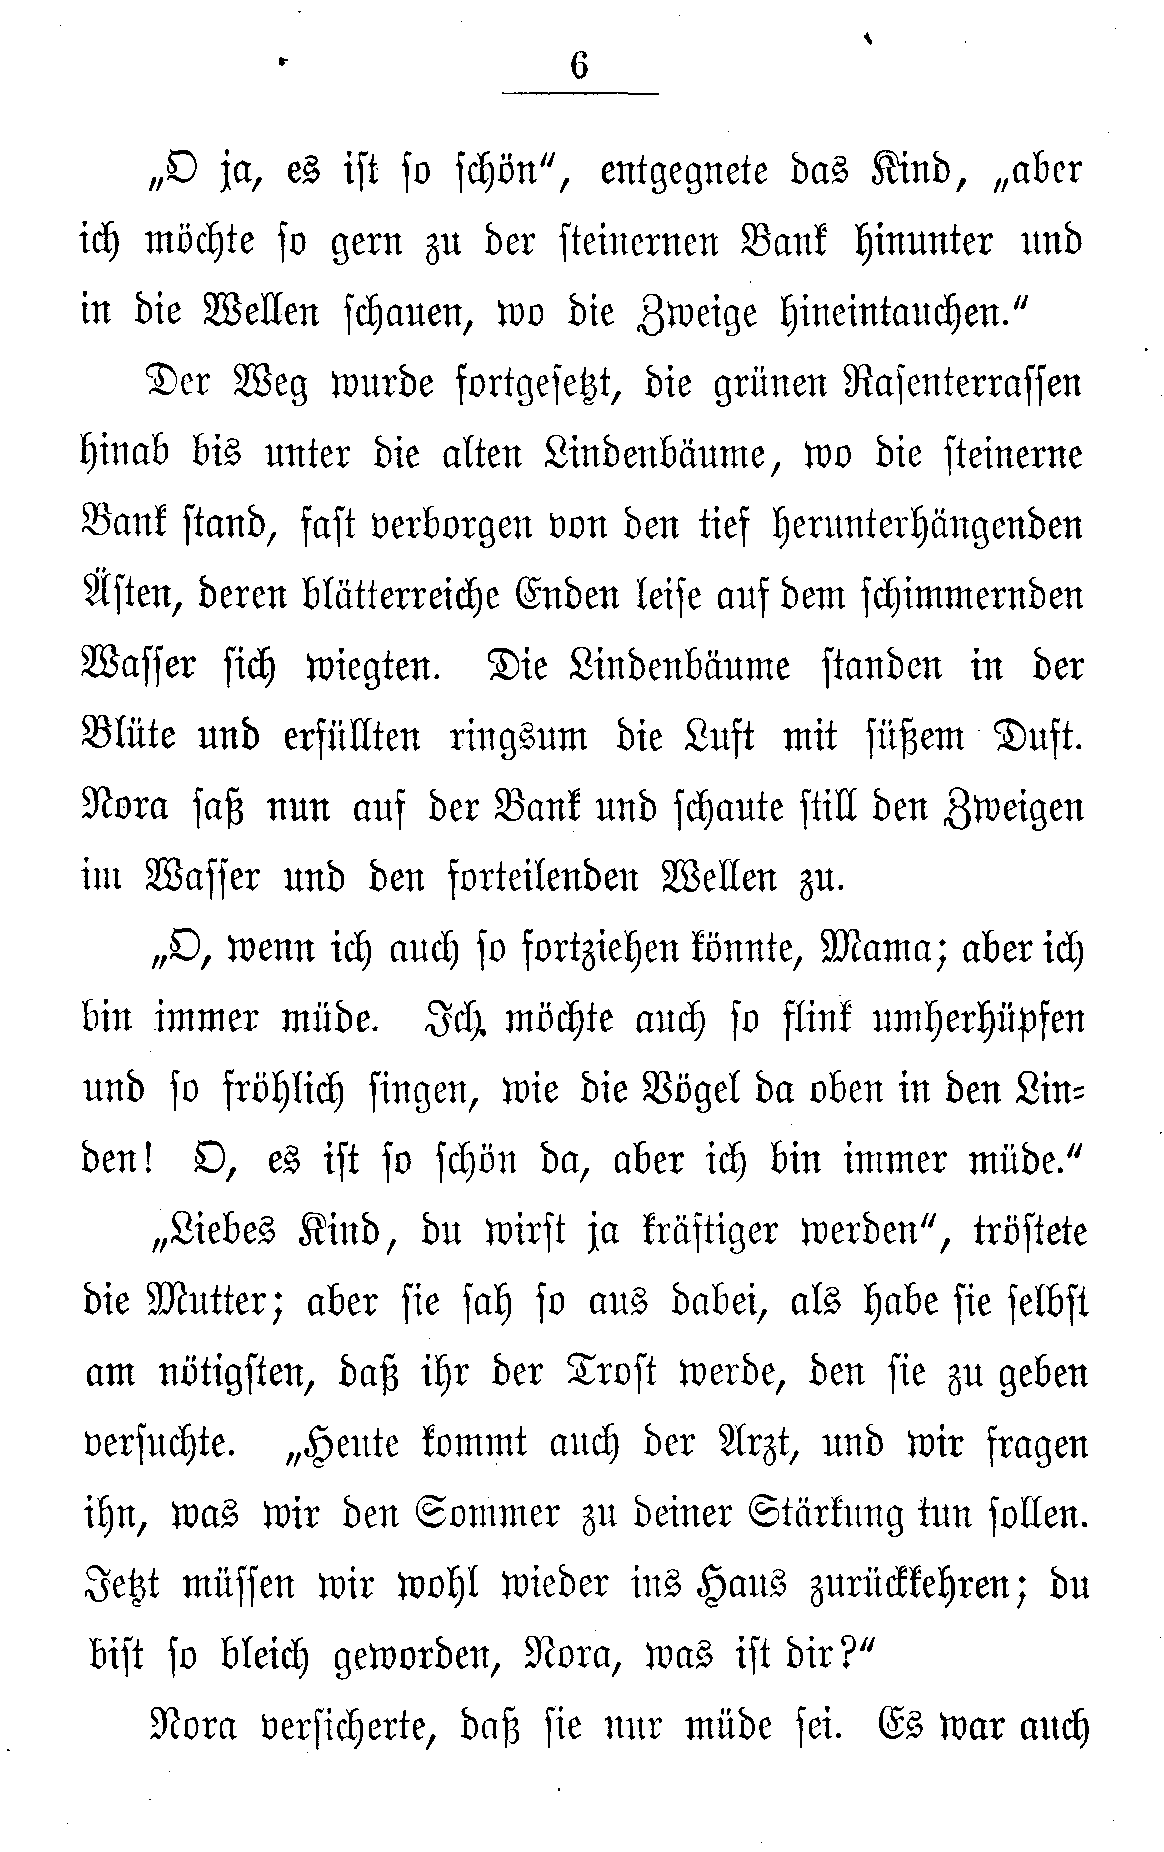 6
„O ja, es ist so schön“, entgegnete das Kind, „aber
ich möchte so gern zu der steinernen Bank hinunter und
in die Wellen schauen, wo die Zweige hineintauchen.“
Der Weg wurde fortgesetzt, die grünen Rasenterrassen
hinab bis unter die alten Lindenbäume, wo die steinerne
Bank stand, fast verborgen von den tief herunterhängenden
Ästen, deren blätterreiche Enden leise auf dem schimmernden
Wasser sich wiegten. Die Lindenbäume standen in der
Blüte und erfüllten ringsum die Luft mit süßem Duft.
Nora saß nun auf der Bank und schaute still den Zweigen
im Wasser und den forteilenden Wellen zu.
„O, wenn ich auch so fortziehen könnte, Mama; aber ich
bin immer müde. Ich möchte auch so flink umherhüpfen
und so fröhlich singen, wie die Vögel da oben in den Lin-
den! O, es ist so schön da, aber ich bin immer müde.“
„Liebes Kind, du wirst ja kräftiger werden“, tröstete
die Mutter; aber sie sah so aus dabei, als habe sie selbst
am nötigsten, daß ihr der Trost werde, den sie zu geben
versuchte. „Heute kommt auch der Arzt, und wir fragen
ihn, was wir den Sommer zu deiner Stärkung tun sollen.
Jetzt müssen wir wohl wieder ins Haus zurückkehren; du
bist so bleich geworden, Nora, was ist dir?“
Nora versicherte, daß sie nur müde sei. Es war auch